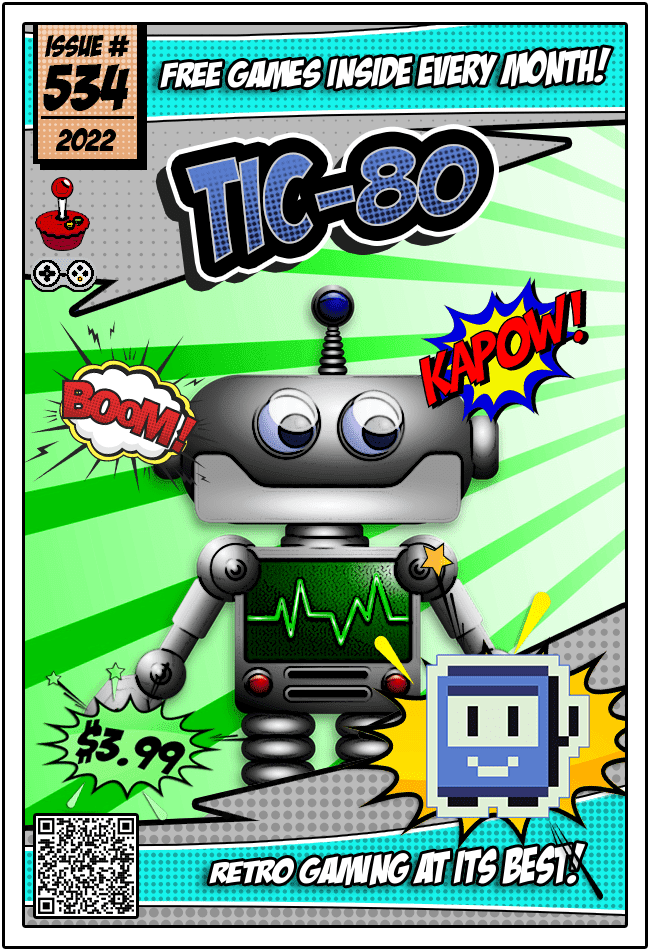 ISSUE #
534
2022
FREE GAMES INSIDE EVERY MONTH!
TIC-80
KAPOW!
BOOM!
$3.99
RETRO GAMING AT ITS BEST!